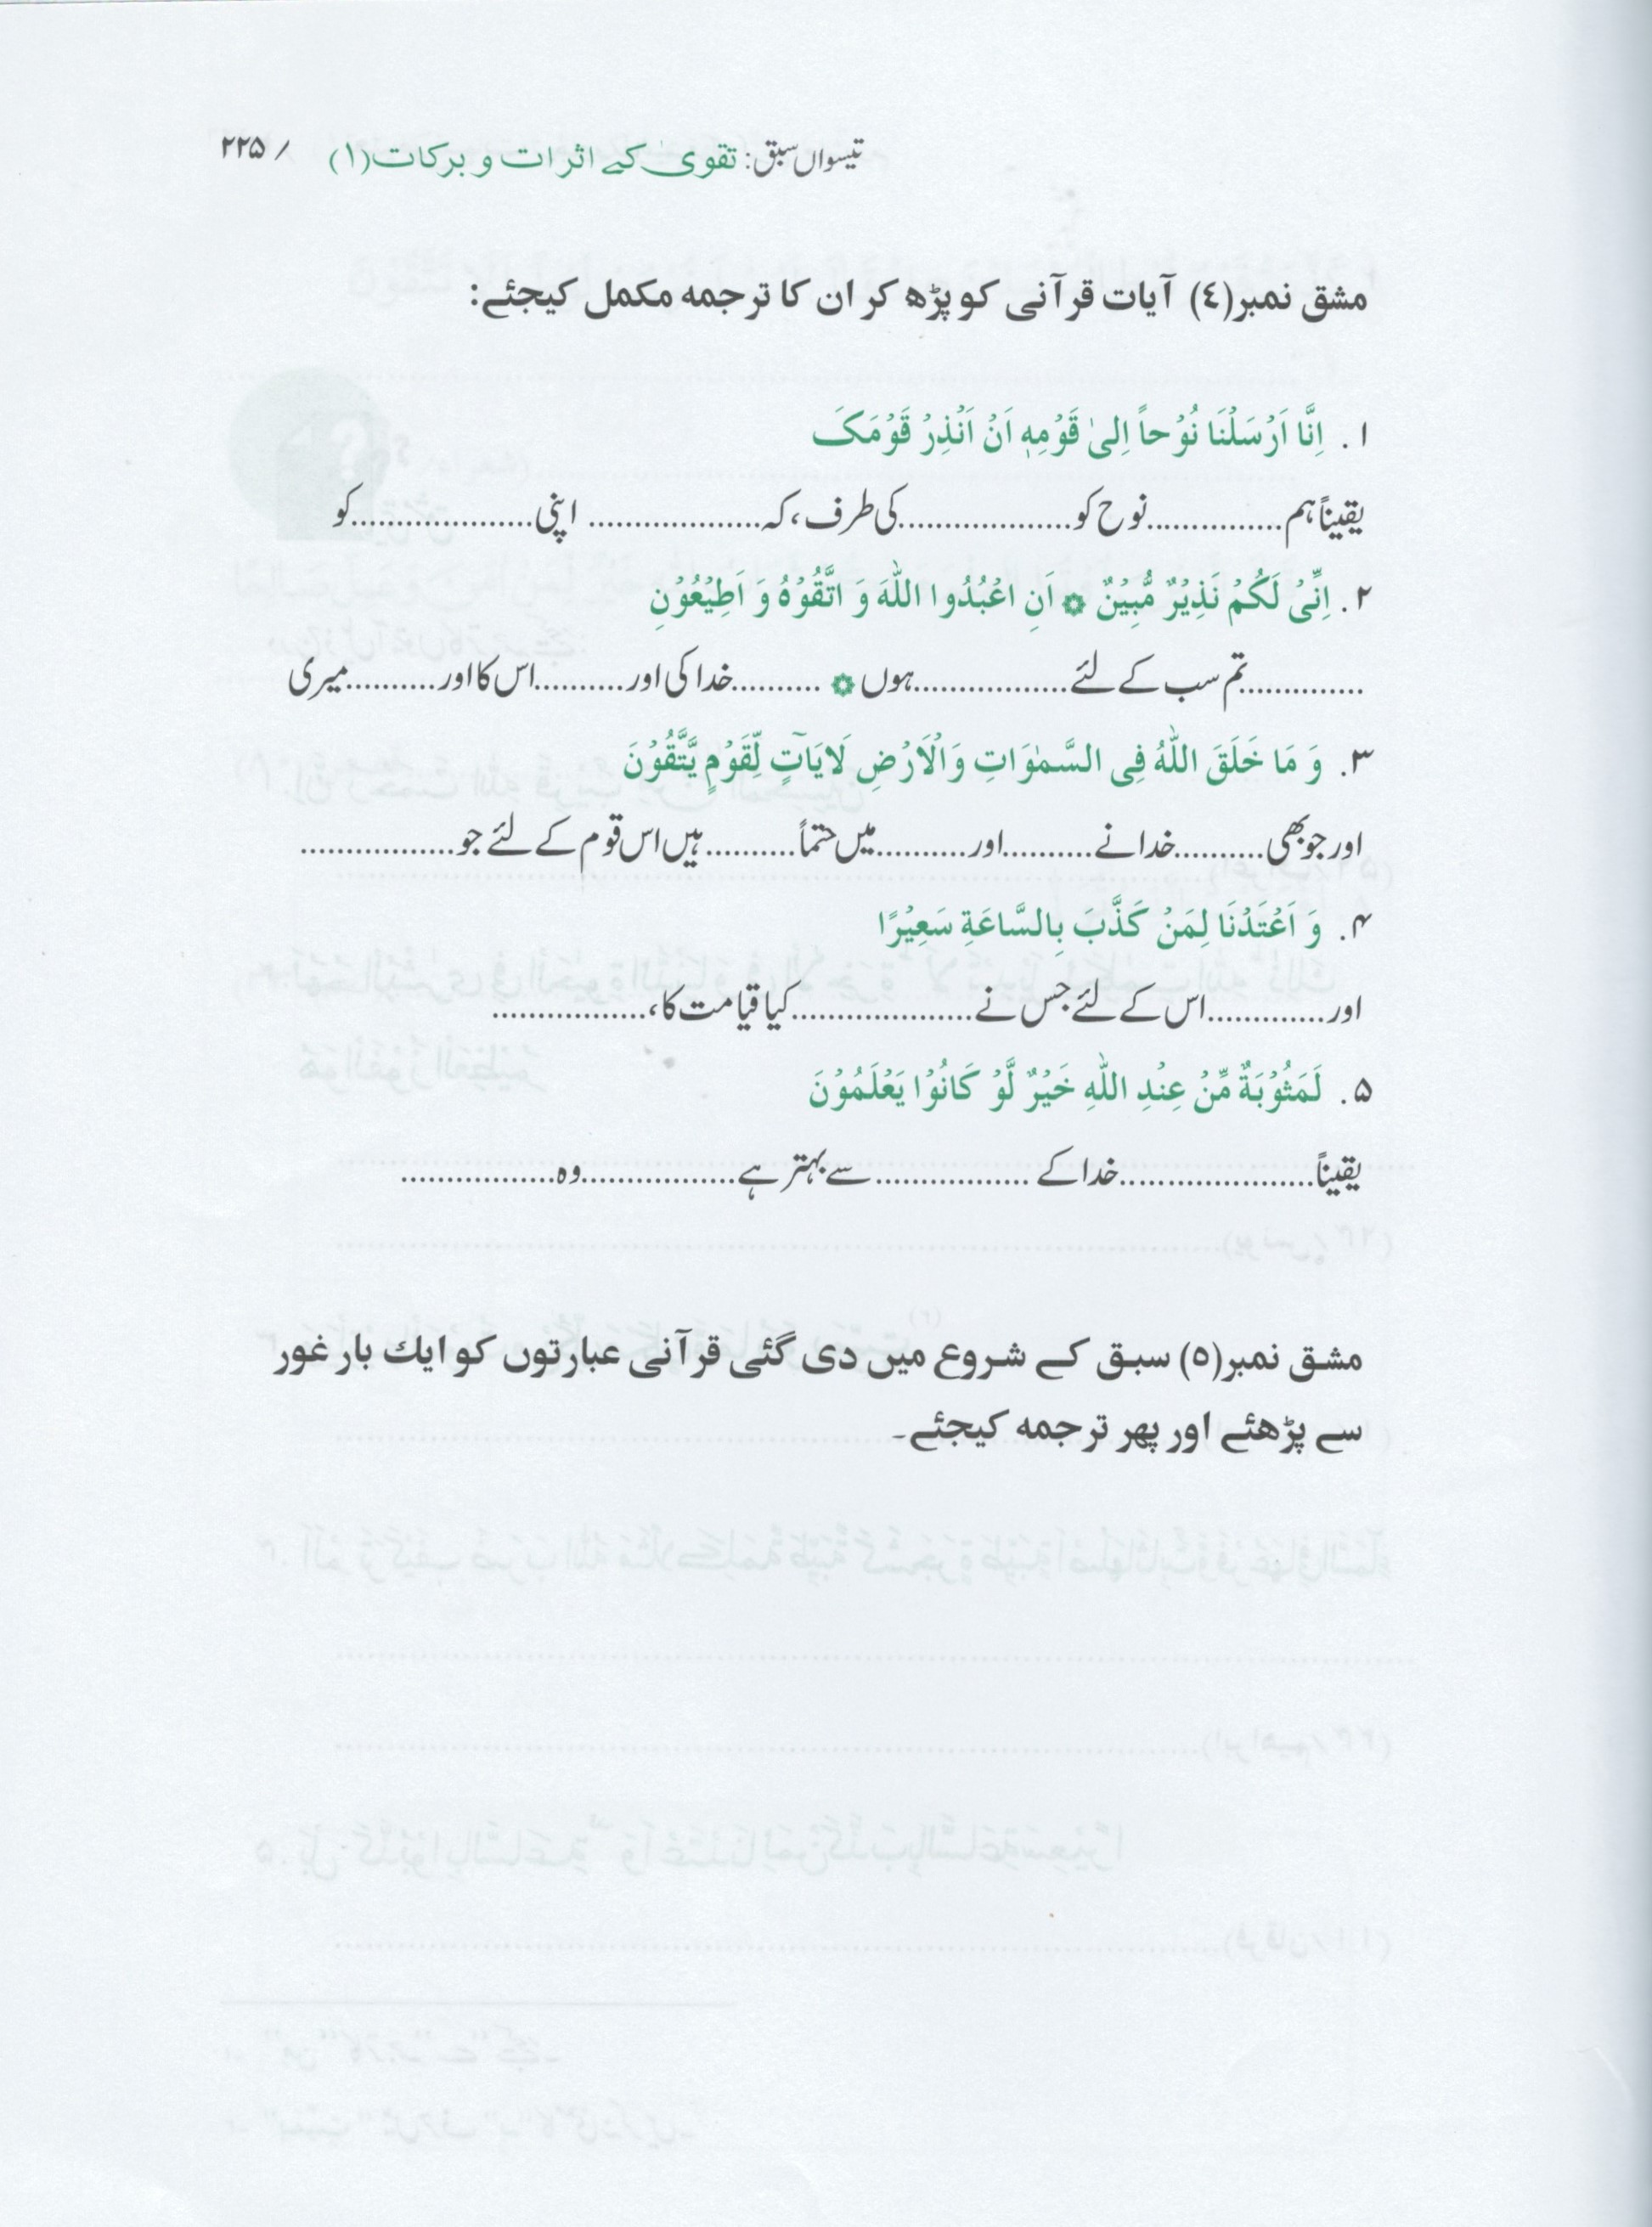 تیسواں سبق: تقویٰ کے اثرات و برکات(۱) / ۲۲۵
مشق نمبر(٤) آیات قرآنی کو پڑھ کر ان کا ترجمہ مکمل کیجئے:
۱. اِنَّا اَرْسَلْنَا نُوْحاً اِلیٰ قَوْمِهٖ اَنْ اَنْذِرْ قَوْمَکَ
یقیناً ہم...............نوح کو...................کی طرف، کہ................... اپنی....................کو
۲. اِنِّیْ لَکُمْ نَذِیْرٌ مُّبِیْنٌ ۞ اَنِ اعْبُدُوا اللّٰهَ وَ اتَّقُوْهُ وَ اَطِیْعُوْنِ
..............تم سب کے لئے.................ہوں ۞ ..........خدا کی اور..........اس کا اور..........میری
۳. وَ مَا خَلَقَ اللّٰهُ فِی السَّمٰوَاتِ وَالْاَرْضِ لَایَاتٍ لِّقَوْمٍ یَّتَّقُوْنَ
اور جو بھی..........خدا نے..........اور..........میں حتماً..........ہیں اس قوم کے لئے جو.................
۴. وَ اَعْتَدْنَا لِمَنْ کَذَّبَ بِالسَّاعَةِ سَعِیْرًا
اور.............اس کے لئے جس نے....................کیا قیامت کا،.................
۵. لَمَثُوْبَةٌ مِّنْ عِنْدِ اللّٰهِ خَیْرٌ لَّوْ کَانُوْا یَعْلَمُوْنَ
یقیناً......................خدا کے .................سے بہتر ہے.................وہ.................
مشق نمبر(٥) سبق کے شروع میں دی گئی قرآنی عبارتوں کو ایک بار غور
سے پڑھئے اور پھر ترجمہ کیجئے۔